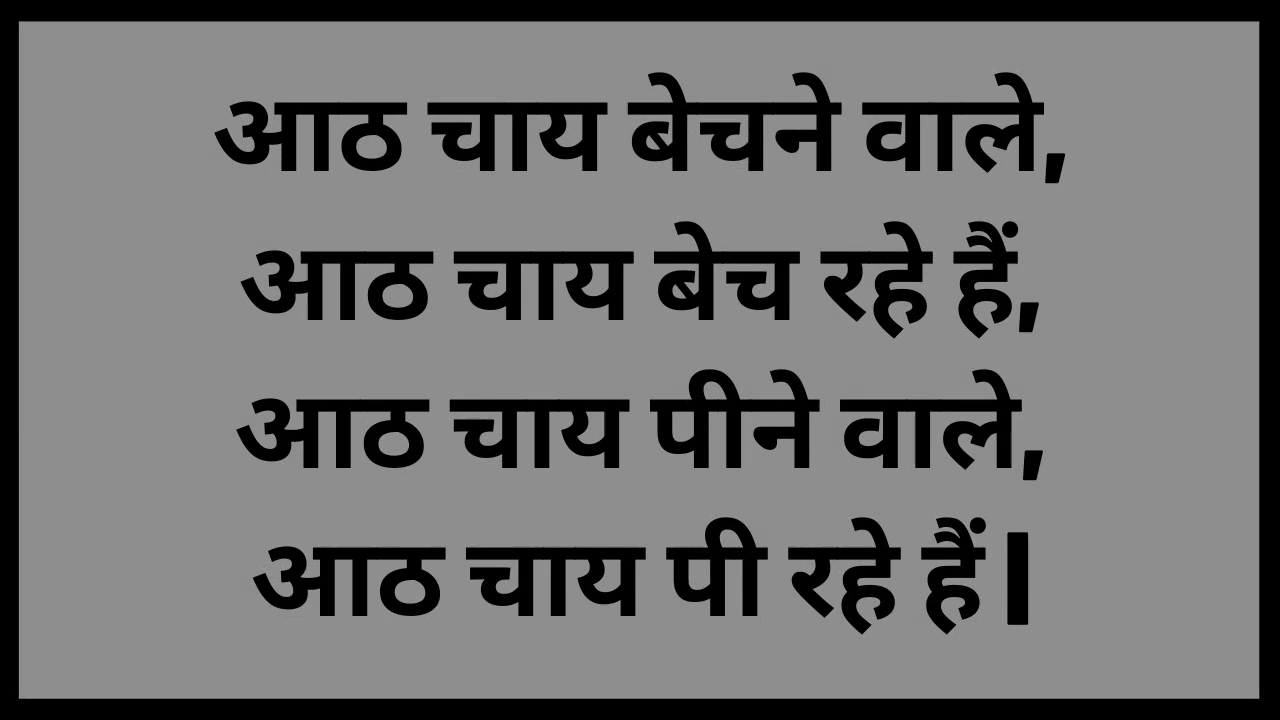 आठ चाय बेचने वाले,
आठ चाय बेच रहे हैं,
आठ चाय पीने वाले,
आठ चाय पी रहे हैं।